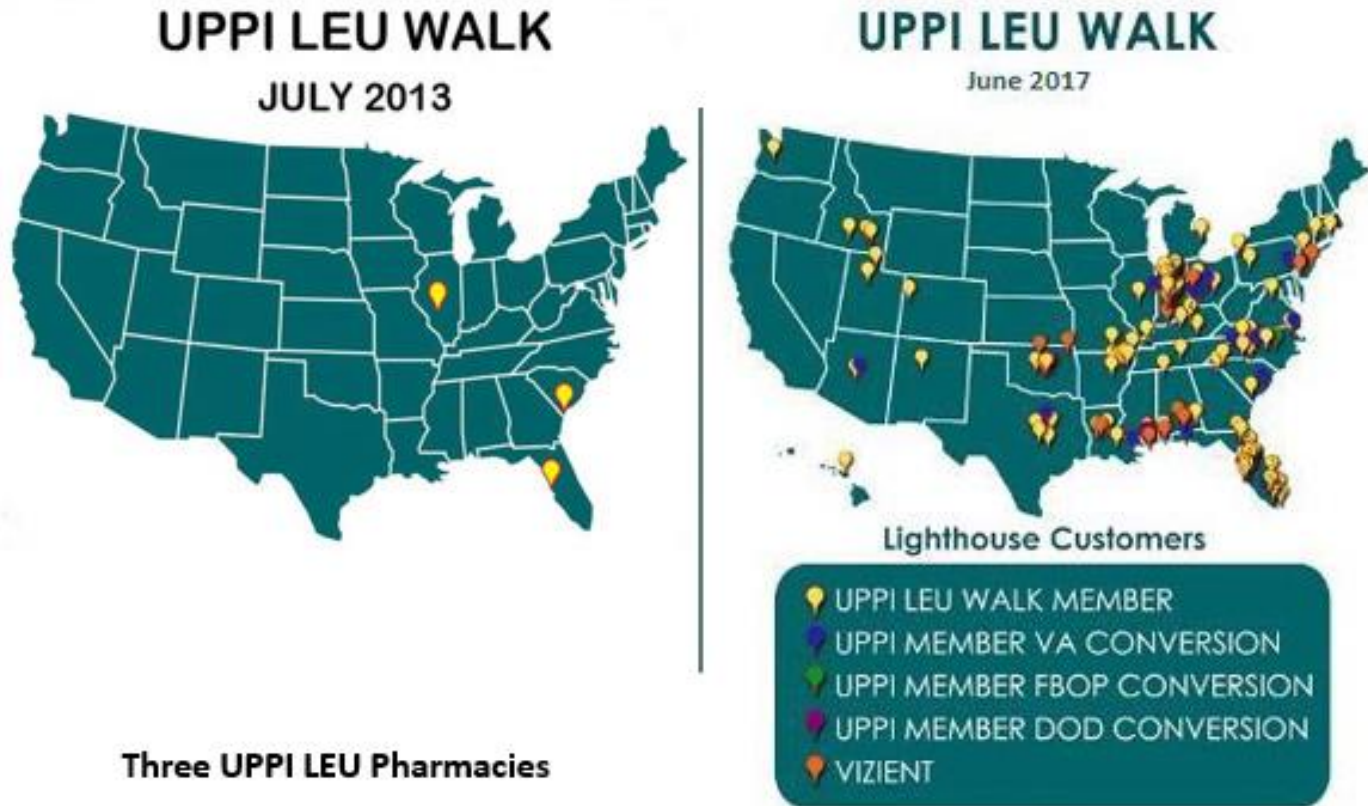 UPPI LEU WALK
JULY 2013
Three UPPI LEU Pharmacies
UPPI LEU WALK
June 2017
Lighthouse Customers
UPPI LEU WALK MEMBER
UPPI MEMBER VA CONVERSION
UPPI MEMBER FBOP CONVERSION
UPPI MEMBER DOD CONVERSION
VIZIENT